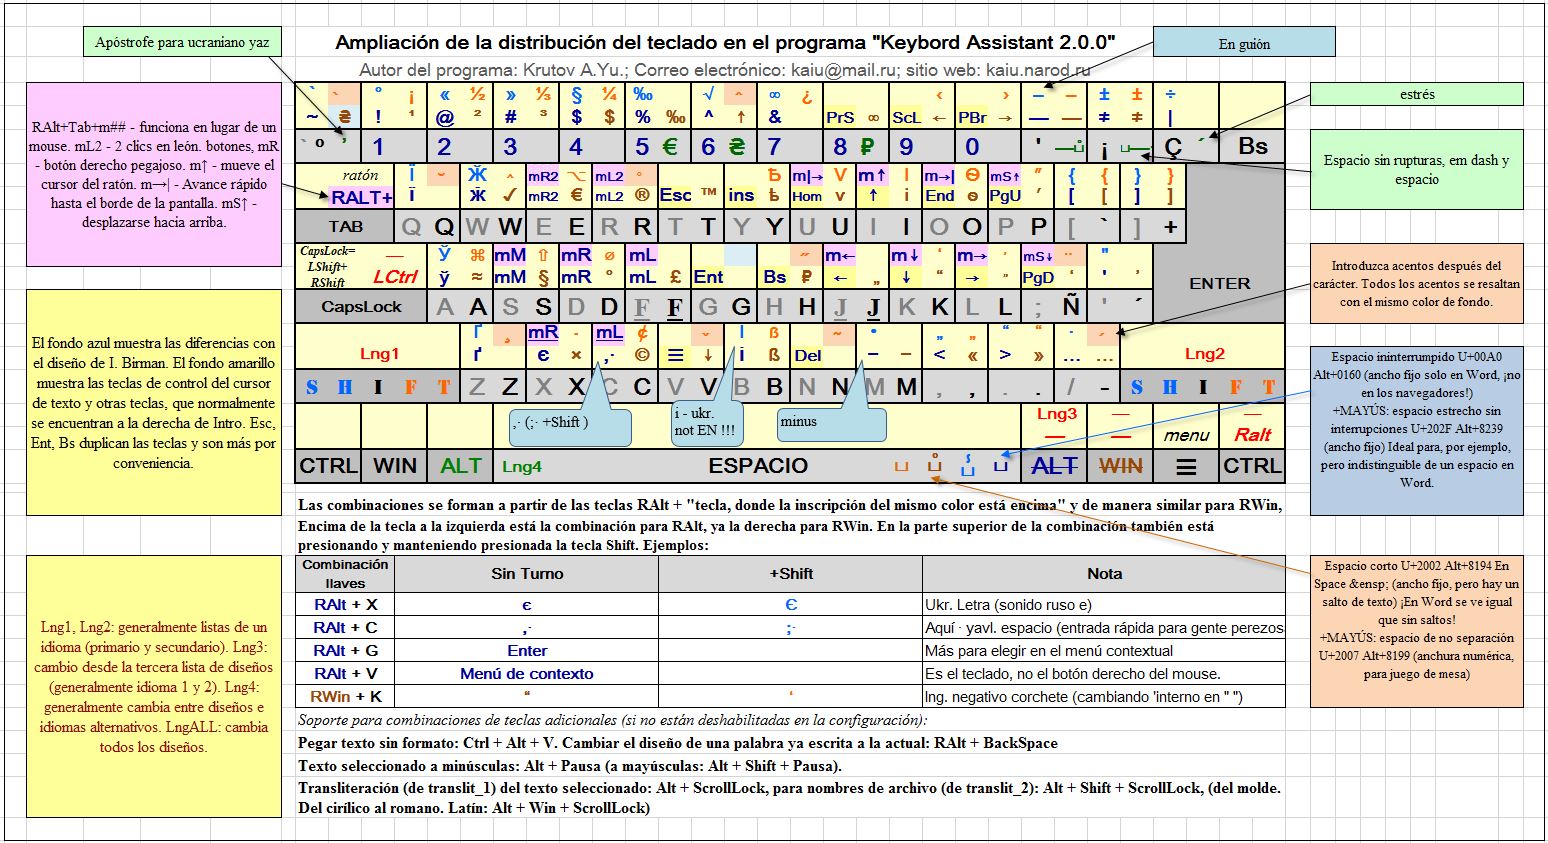 Apóstrofe para ucraniano yaz
Ampliación de la distribución del teclado en el programa "Keybord Assistant 2.0.0"
En guión
Autor del programa: Krutov A.Yu.; Correo electrónico: kaiu@mail.ru; sitio web: kaiu.narod.ru
RAlt+Tab+m## - funciona en lugar de un
mouse. mL2 - 2 clics en león. botones, mR
- botón derecho pegajoso. m↑ - mueve el
cursor del ratón. m→| - Avance rápido
hasta el borde de la pantalla. mS↑ -
desplazarse hacia arriba.
estrés
Espacio sin rupturas, em dash y
espacio
° ¡ « ½ » ⅓ § ¼ ‰ √ ∞ ¿ ‹ › – – ± ± ÷
~ ₴ ! ¹ @ ² # ³ $ $ % ‰ ^ ↑ & PrS ∞ ScL ← PBr → — — ≠ ≠ |
º ’ 1 2 3 4 5 € 6 ₴ 7 8 ₽ 9 0 ' ¡ Ç Bs
ratón Ї Ӂ mR2 ⌥ mL2 ° Ѣ m|→ V m↑ I m→| Ѳ mS↑ ″ { { } }
RALT+ ї ӂ ✓ mR2 € mL2 ® Esc ™ ins ѣ Hom v ↑ i End ѳ PgU ′ [ [ ] ]
TAB Q Q W W E E R R T T Y Y U U I I O O P P [ ` ] +
CapsLock=
LShift+
RShift
— LCtrl
Ў ⌘ mM ⇧ mR ø mL m← m↓ ‘ m→ ’ mS↓ "
ў ≈ mM § mR ° mL £ Ent Bs ₽ ← „ ↓ “ → ” PgD ' ' ’
CapsLock A A S S D D F F G G H H J J K K L L ; Ñ ' ´ ENTER
Introduzca acentos después del
carácter. Todos los acentos se resaltan
con el mismo color de fondo.
Lng1 Ґ mR mL ¢ І ẞ • „ « “ » Lng2
ґ є × ,· © ☰ ↓ і ß Del – − < « > » … …
S H I F T Z Z X X C C V V B B N N M M , , . . / - S H I F T
El fondo azul muestra las diferencias con
el diseño de I. Birman. El fondo amarillo
muestra las teclas de control del cursor
de texto y otras teclas, que normalmente
se encuentran a la derecha de Intro. Esc,
Ent, Bs duplican las teclas y son más por
conveniencia.
Espacio ininterrumpido U+00A0
Alt+0160 (ancho fijo solo en Word, ¡no
en los navegadores!)
+MAYÚS: espacio estrecho sin
interrupciones U+202F Alt+8239
(ancho fijo) Ideal para, por ejemplo,
pero indistinguible de un espacio en
Word.
,· (;· +Shift )
i - ukr.
not EN !!!
minus
Lng3 — —
— — menu Ralt
CTRL WIN ALT Lng4 ESPACIO ALT WIN ☰ CTRL
Las combinaciones se forman a partir de las teclas RAlt + "tecla, donde la inscripción del mismo color está encima" y de manera similar para RWin,
Encima de la tecla a la izquierda está la combinación para RAlt, ya la derecha para RWin. En la parte superior de la combinación también está
presionando y manteniendo presionada la tecla Shift. Ejemplos:
Combinación
llaves
Sin Turno +Shift Nota
RAlt + X є Є Ukr. Letra (sonido ruso e)
RAlt + C ,· ;· Aquí · yavl. espacio (entrada rápida para gente perezos
RAlt + G Enter Más para elegir en el menú contextual
RAlt + V Menú de contexto Es el teclado, no el botón derecho del mouse.
RWin + K “ ‘ Ing. negativo corchete (cambiando 'interno en " ")
Soporte para combinaciones de teclas adicionales (si no están deshabilitadas en la configuración):
Pegar texto sin formato: Ctrl + Alt + V. Cambiar el diseño de una palabra ya escrita a la actual: RAlt + BackSpace
Texto seleccionado a minúsculas: Alt + Pausa (a mayúsculas: Alt + Shift + Pausa).
Transliteración (de translit_1) del texto seleccionado: Alt + ScrollLock, para nombres de archivo (de translit_2): Alt + Shift + ScrollLock, (del molde.
Del cirílico al romano. Latín: Alt + Win + ScrollLock)
Lng1, Lng2: generalmente listas de un
idioma (primario y secundario). Lng3:
cambio desde la tercera lista de diseños
(generalmente idioma 1 y 2). Lng4:
generalmente cambia entre diseños e
idiomas alternativos. LngALL: cambia
todos los diseños.
Espacio corto U+2002 Alt+8194 En
Space &ensp; (ancho fijo, pero hay un
salto de texto) ¡En Word se ve igual
que sin saltos!
+MAYÚS: espacio de no separación
U+2007 Alt+8199 (anchura numérica,
para juego de mesa)